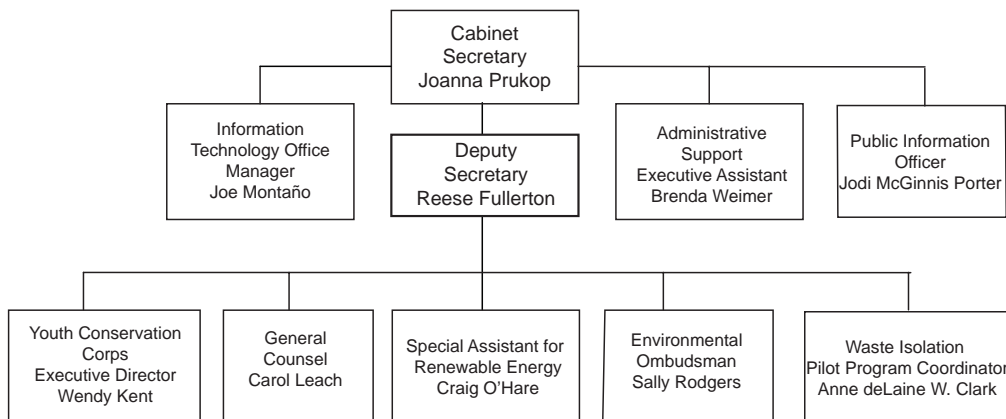 Cabinet
Secretary
Joanna Prukop
Information
Technology Office
Manager
Joe Montaño
Deputy
Secretary
Reese Fullerton
Administrative
Support
Executive Assistant
Brenda Weimer
Public Information
Officer
Jodi McGinnis Porter
Youth Conservation
Corps
Executive Director
Wendy Kent
General
Counsel
Carol Leach
Special Assistant for
Renewable Energy
Craig O’Hare
Environmental
Ombudsman
Sally Rodgers
Waste Isolation
Pilot Program Coordinator
Anne deLaine W. Clark